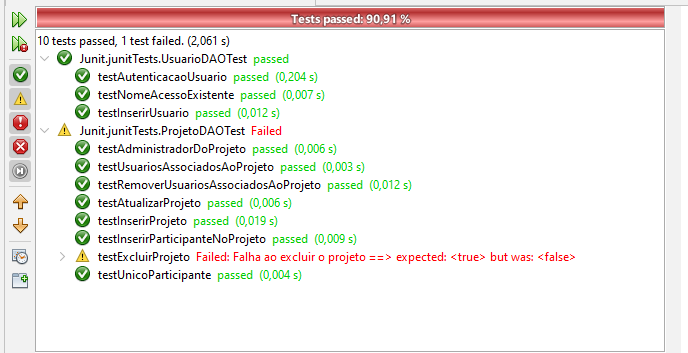 Tests passed: 90,91 %
10 tests passed, 1 test failed. (2,061 s)
Junit.junitTests.UsuarioDAOTest passed
testAutenticacaoUsuario passed (0,204 s)
testNomeAcessoExistente passed (0,007 s)
testInserirUsuario passed (0,012 s)
Junit.junitTests.ProjetoDAOTest Failed
testAdministradorDoProjeto passed (0,006 s)
testUsuariosAssociadosAoProjeto passed (0,003 s)
testRemoverUsuariosAssociadosAoProjeto passed (0,012 s)
testAtualizarProjeto passed (0,006 s)
testInserirProjeto passed (0,019 s)
testInserirParticipanteNoProjeto passed (0,009 s)
testExcluirProjeto Failed: Falha ao excluir o projeto ==> expected: <true> but was: <false>
testUnicoParticipante passed (0,004 s)